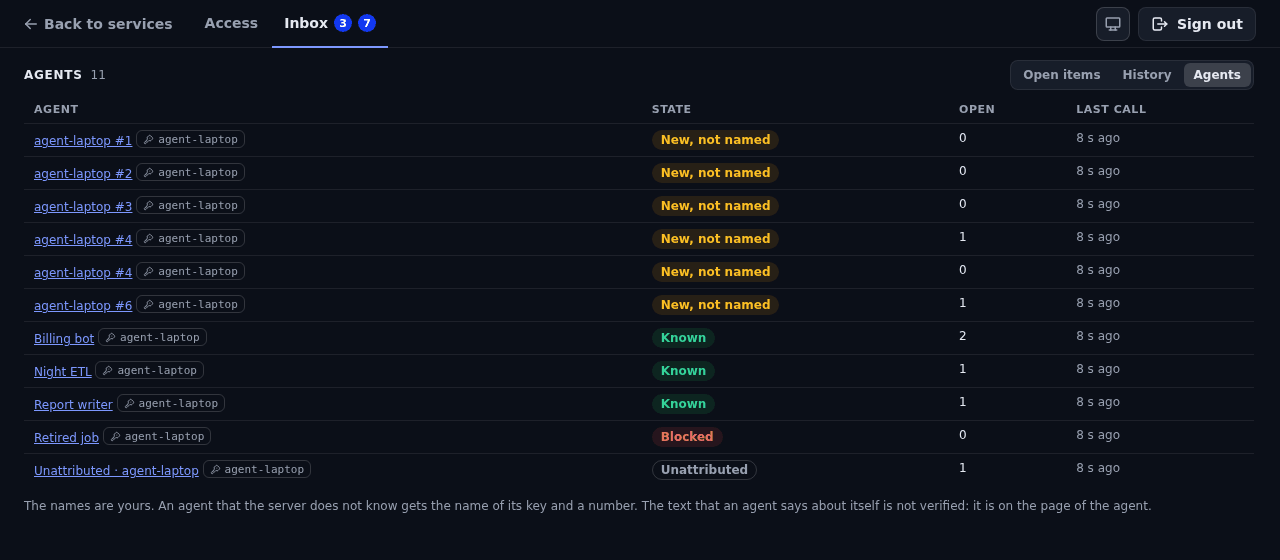 Back to services Access Inbox 3 7 Sign out
AGENTS 11 Open items History Agents
AGENT STATE OPEN LAST CALL
agent-laptop #1 agent-laptop New, not named 0 8 s ago
agent-laptop #2 agent-laptop New, not named 0 8 s ago
agent-laptop #3 agent-laptop New, not named 0 8 s ago
agent-laptop #4 agent-laptop New, not named 1 8 s ago
agent-laptop #4 agent-laptop New, not named 0 8 s ago
agent-laptop #6 agent-laptop New, not named 1 8 s ago
Billing bot agent-laptop Known 2 8 s ago
Night ETL agent-laptop Known 1 8 s ago
Report writer agent-laptop Known 1 8 s ago
Retired job agent-laptop Blocked 0 8 s ago
Unattributed · agent-laptop agent-laptop Unattributed 1 8 s ago
The names are yours. An agent that the server does not know gets the name of its key and a number. The text that an agent says about itself is not verified: it is on the page of the agent.